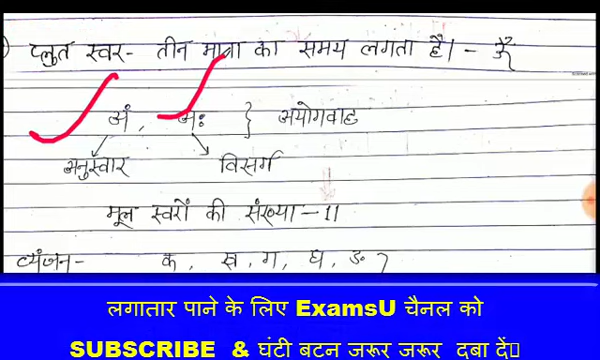 प्लुत स्वर- तीन मात्रा का समय लगता है। - ॐ
अं, अः } अयोगवाह
अनुस्वार विसर्ग
मूल स्वरों की संख्या - 11
व्यंजन- क, ख, ग, घ, ङ
लगातार पाने के लिए ExamsU चैनल को
SUBSCRIBE & घंटी बटन जरूर जरूर दबा दें